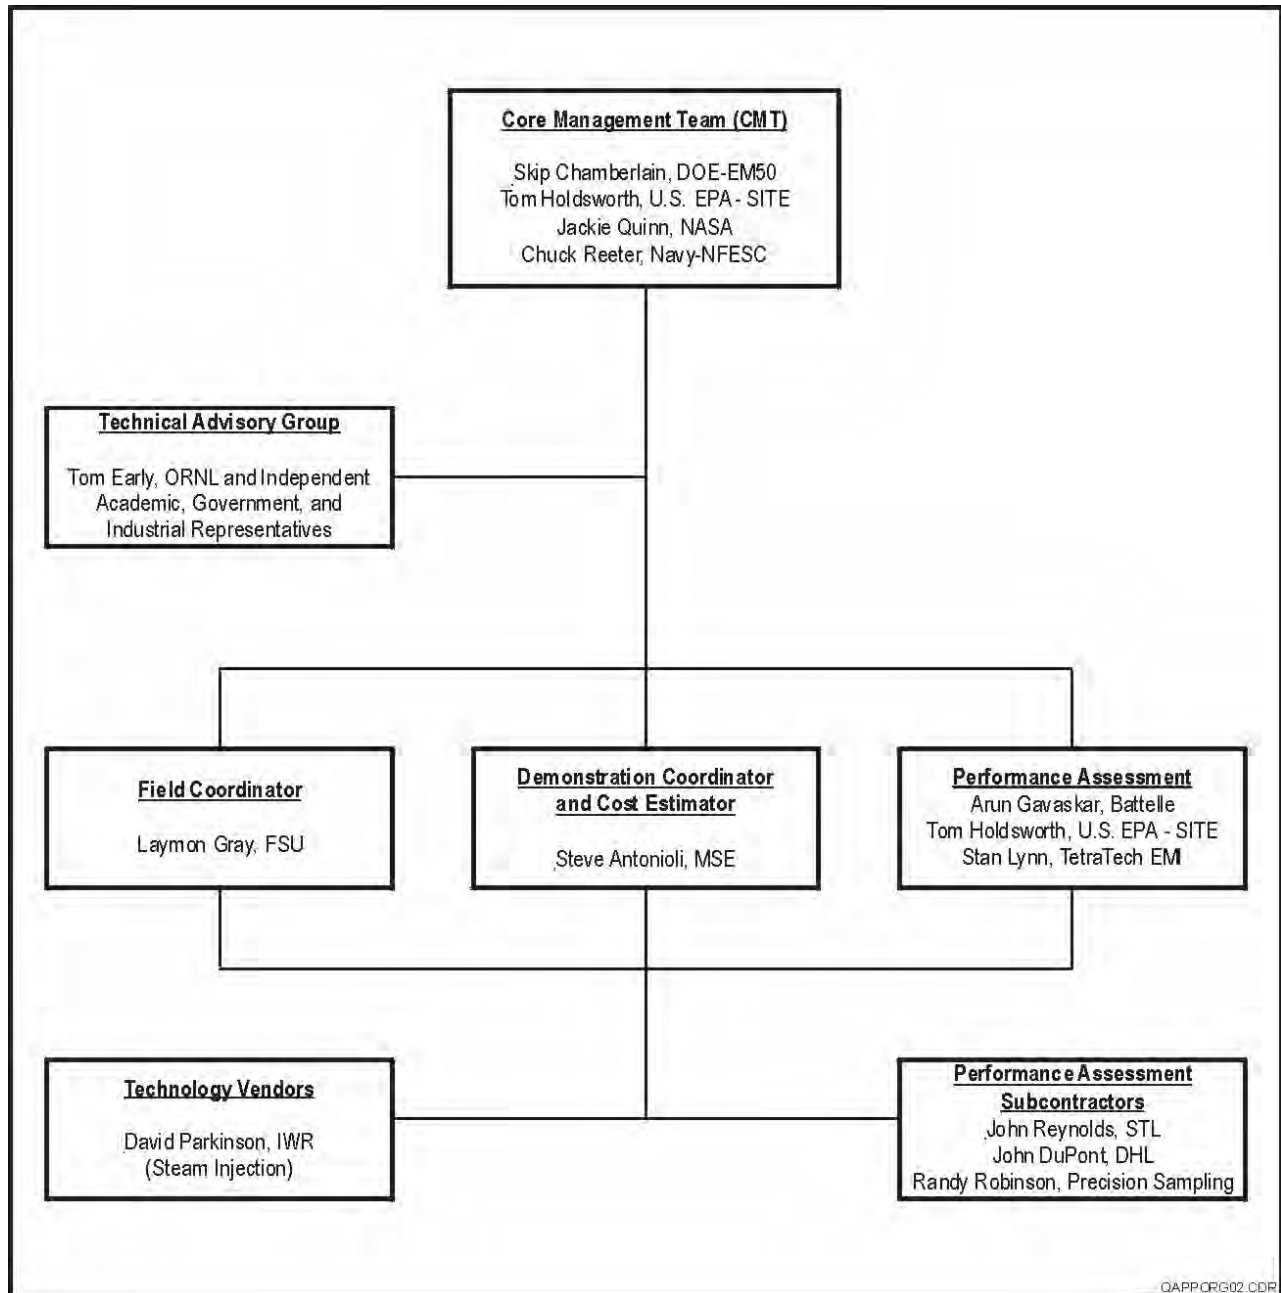 Core Management Team (CMT)
Skip Chamberlain, DOE-EM50
Tom Holdsworth, U.S. EPA - SITE
Jackie Quinn, NASA
Chuck Reeter, Navy-NFESC
Technical Advisory Group
Tom Early, ORNL and Independent
Academic, Government, and
Industrial Representatives
Field Coordinator
Laymon Gray, FSU
Demonstration Coordinator
and Cost Estimator
Steve Antonioli, MSE
Performance Assessment
Arun Gavaskar, Battelle
Tom Holdsworth, U.S. EPA - SITE
Stan Lynn, TetraTech EMI
Technology Vendors
David Parkinson, IWR
(Steam Injection)
Performance Assessment
Subcontractors
John Reynolds, STL
John DuPont, DHL
Randy Robinson, Precision Sampling
QAPPORG02.CDR